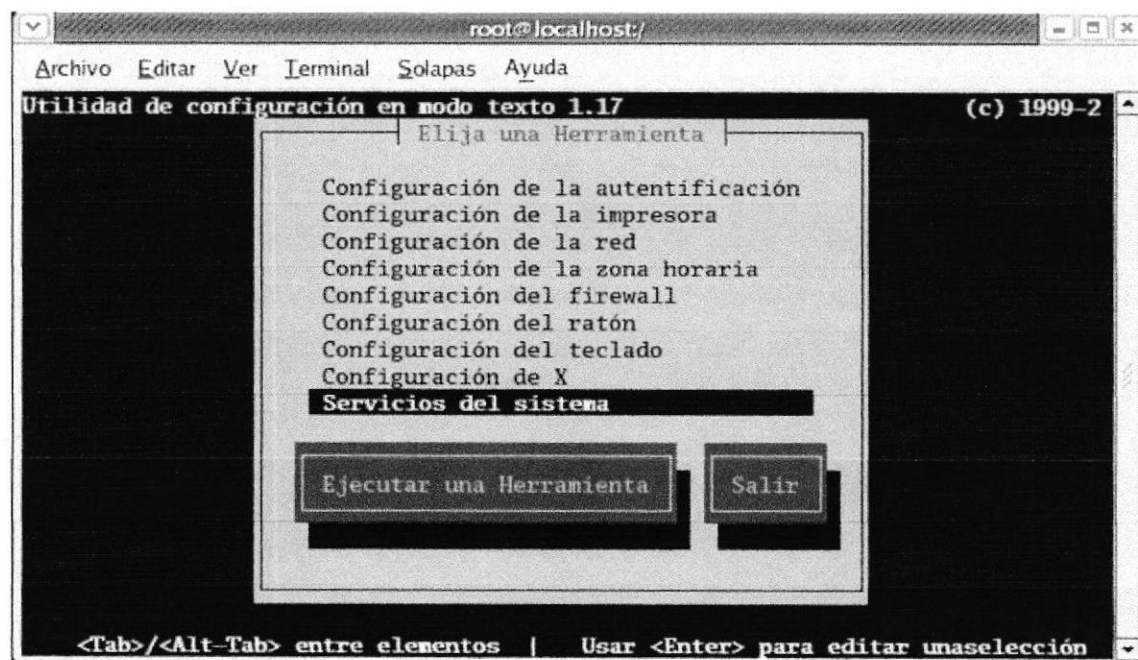 root@localhost:/
Archivo Editar Ver Terminal Solapas Ayuda
Utilidad de configuración en modo texto 1.17 (c) 1999-2
Elija una Herramienta
Configuración de la autentificación
Configuración de la impresora
Configuración de la red
Configuración de la zona horaria
Configuración del firewall
Configuración del ratón
Configuración del teclado
Configuración de X
Servicios del sistema
Ejecutar una Herramienta Salir
<Tab>/<Alt-Tab> entre elementos | Usar <Enter> para editar unaselección